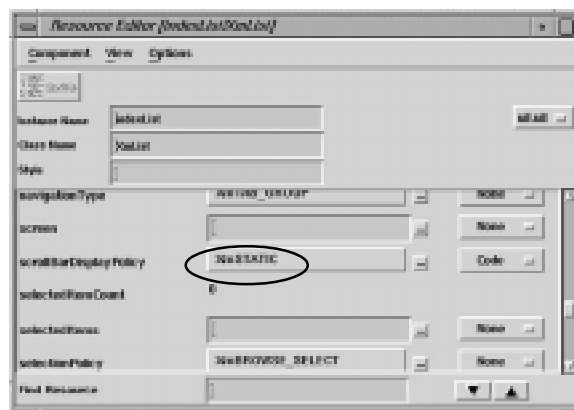 Resource Editor [indexList:XmList]
Component View Options
Instance Name indexList All All
Class Name XmList
Style
navigationType XmTAB_GROUP None
screen None
scrollBarDisplayPolicy XmSTATIC Code
selectedItemCount 0
selectedItems None
selectionPolicy XmBROWSE_SELECT None
Find Resource